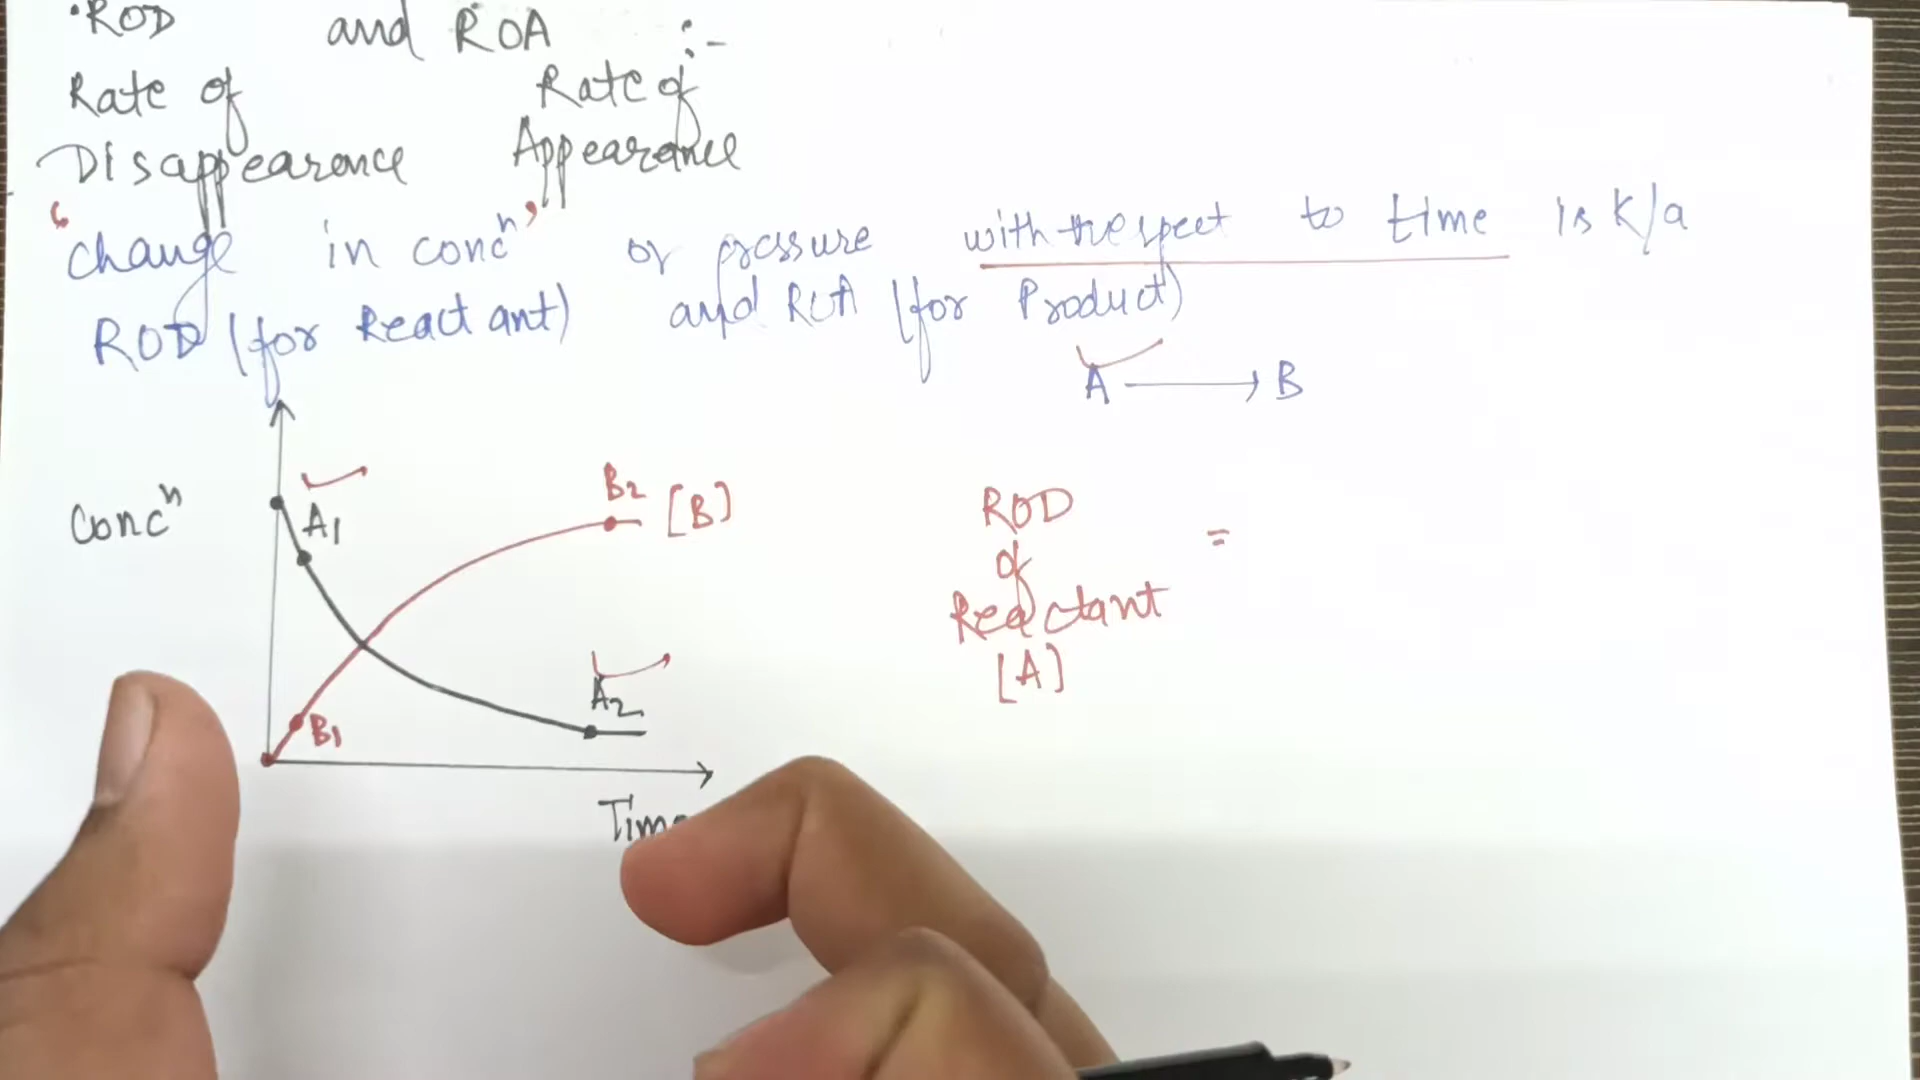 •ROD and ROA :-
Rate of Rate of
Disappearence Appearance
“change in concⁿ” or pressure with respect to time is k/a
ROD (for Reactant) and ROA (for Product)
A → B
Concⁿ
A₁
B₂ [B]
A₂
B₁
Time
ROD
of
Reactant
[A]
=